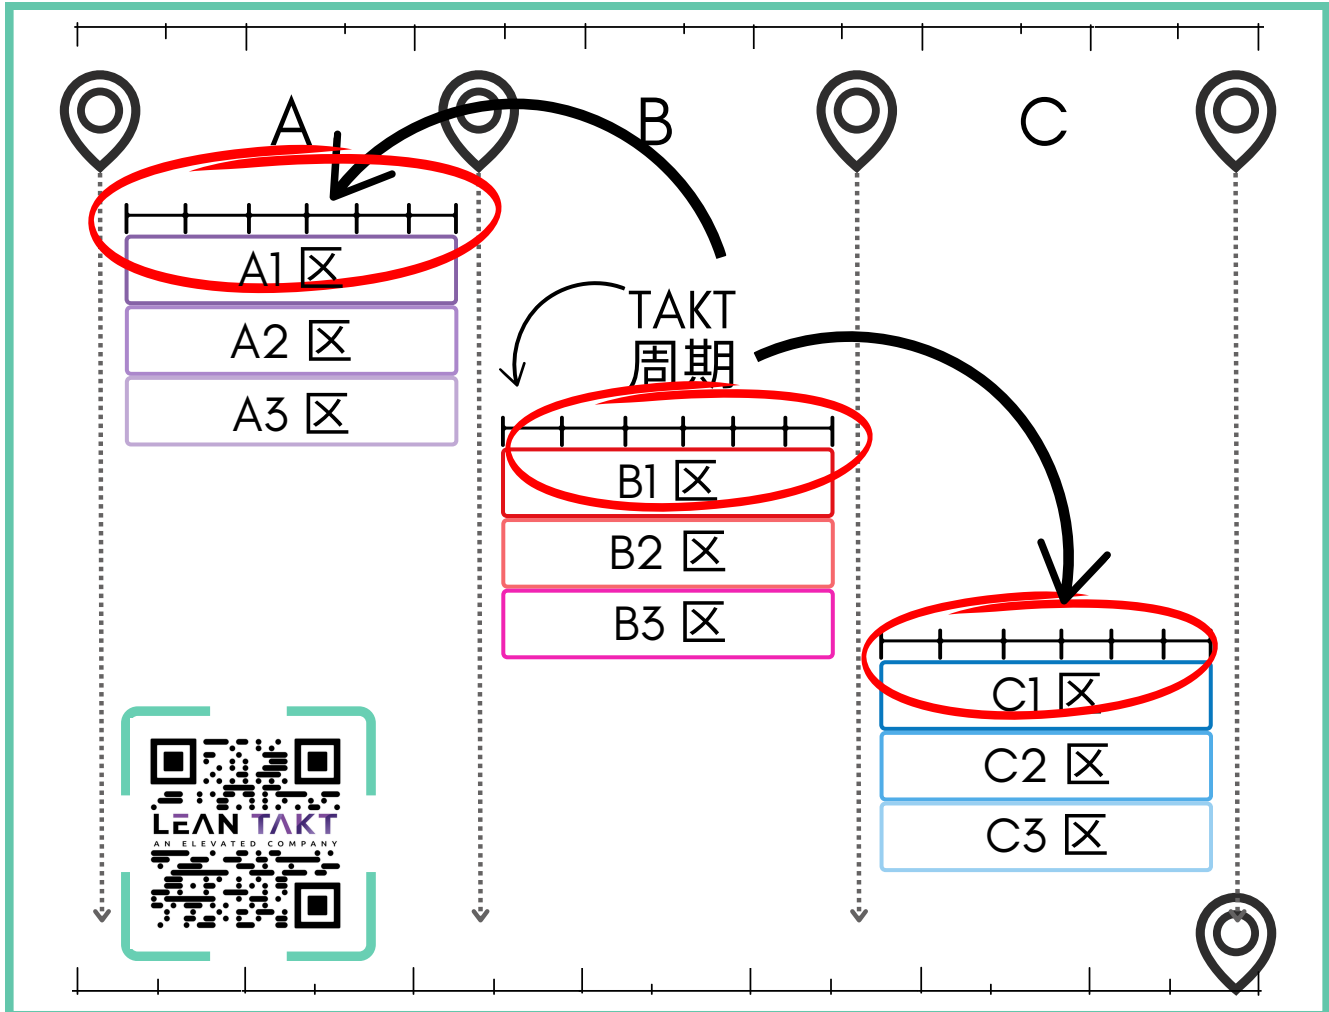 A
B
C
A1 区
A2 区
A3 区
TAKT
周期
B1 区
B2 区
B3 区
C1 区
C2 区
C3 区
LEAN TAKT
AN ELEVATED COMPANY